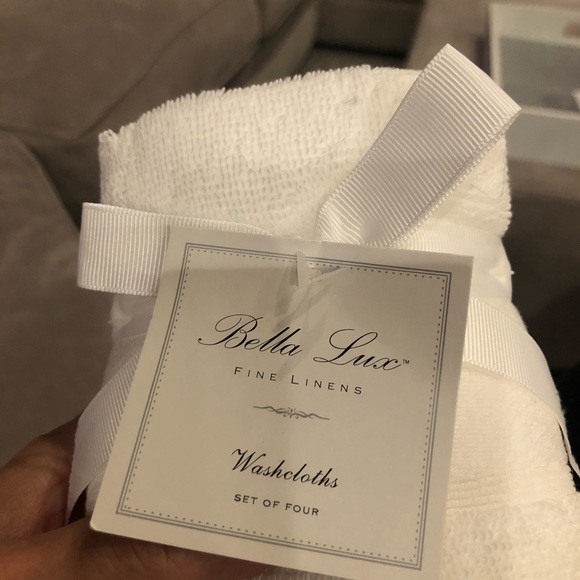 Bella Lux™
FINE LINENS
Washcloths
SET OF FOUR